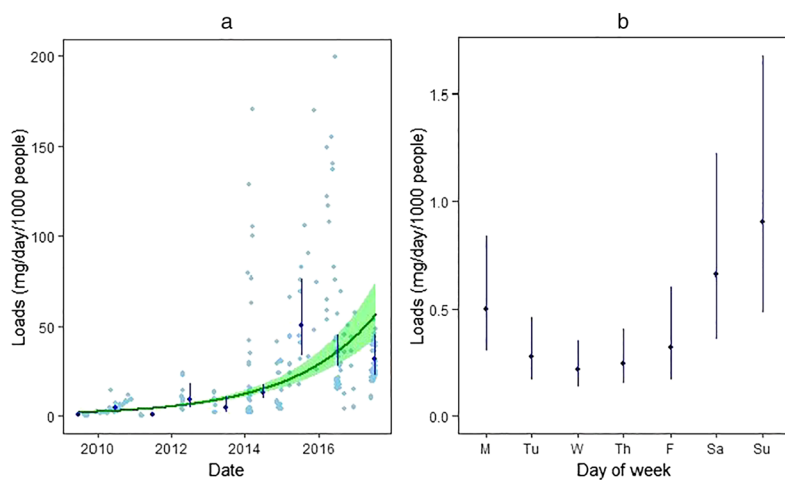 a
200
150
100
50
0
Loads (mg/day/1000 people)
2010 2012 2014 2016
Date
b
1.5
1.0
0.5
0.0
Loads (mg/day/1000 people)
M Tu W Th F Sa Su
Day of week